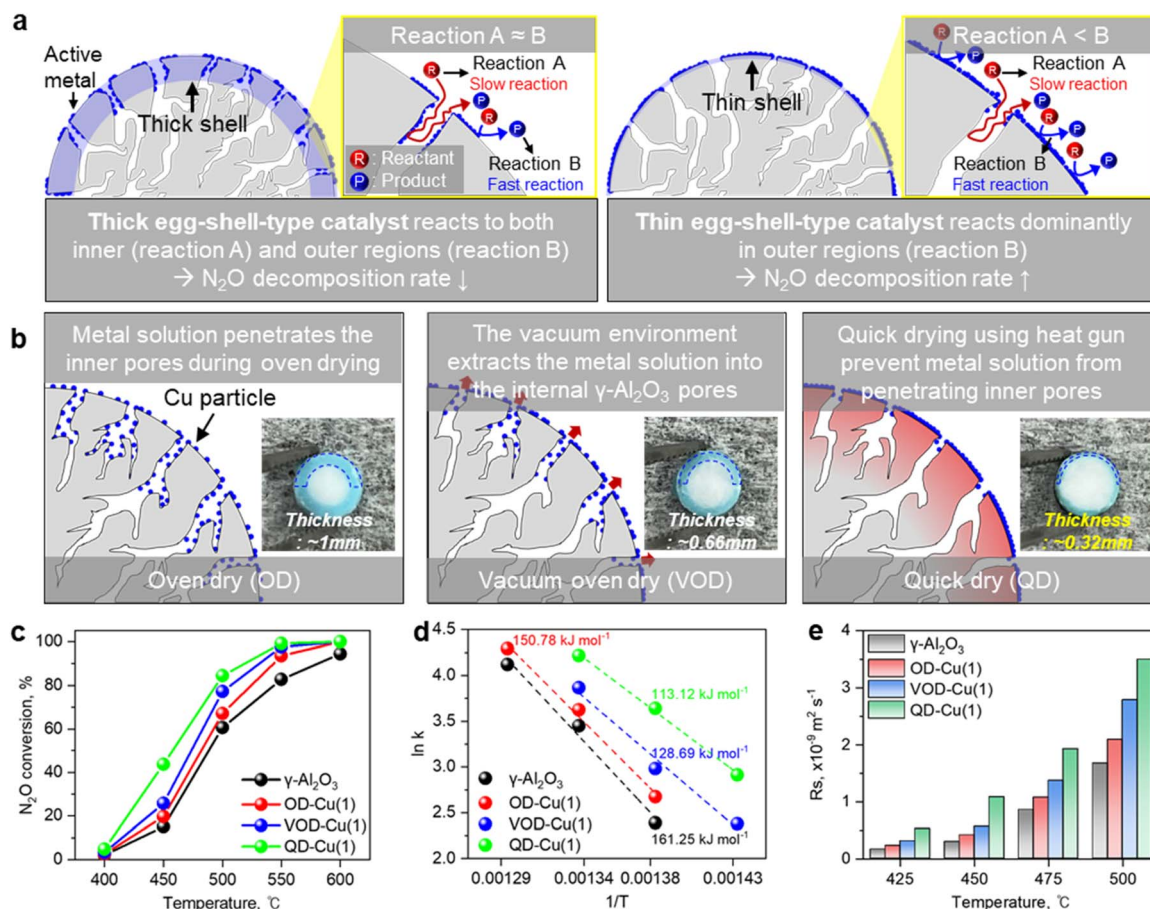 a
Active
metal
Thick shell
Reaction A ≈ B
R
Reaction A
Slow reaction
P
R
P
R : Reactant
P : Product
Reaction B
Fast reaction
Thick egg-shell-type catalyst reacts to both
inner (reaction A) and outer regions (reaction B)
→ N₂O decomposition rate ↓
Thin shell
Reaction A < B
R
P
R
Reaction A
Slow reaction
P
R
P
Reaction B
R
P
Fast reaction
Thin egg-shell-type catalyst reacts dominantly
in outer regions (reaction B)
→ N₂O decomposition rate ↑
b
Metal solution penetrates the
inner pores during oven drying
Cu particle
Thickness
: ~1mm
Oven dry (OD)
The vacuum environment
extracts the metal solution into
the internal γ-Al₂O₃ pores
Thickness
: ~0.66mm
Vacuum oven dry (VOD)
Quick drying using heat gun
prevent metal solution from
penetrating inner pores
Thickness
: ~0.32mm
Quick dry (QD)
c
N₂O conversion, %
100
80
60
40
20
0
γ-Al₂O₃
OD-Cu(1)
VOD-Cu(1)
QD-Cu(1)
400 450 500 550 600
Temperature, ℃
d
ln k
4.5
4.0
3.5
3.0
2.5
2.0
150.78 kJ mol⁻¹
113.12 kJ mol⁻¹
128.69 kJ mol⁻¹
161.25 kJ mol⁻¹
γ-Al₂O₃
OD-Cu(1)
VOD-Cu(1)
QD-Cu(1)
0.00129 0.00134 0.00138 0.00143
1/T
e
Rs, x10⁻⁹ m² s⁻¹
4
3
2
1
0
γ-Al₂O₃
OD-Cu(1)
VOD-Cu(1)
QD-Cu(1)
425 450 475 500
Temperature, ℃